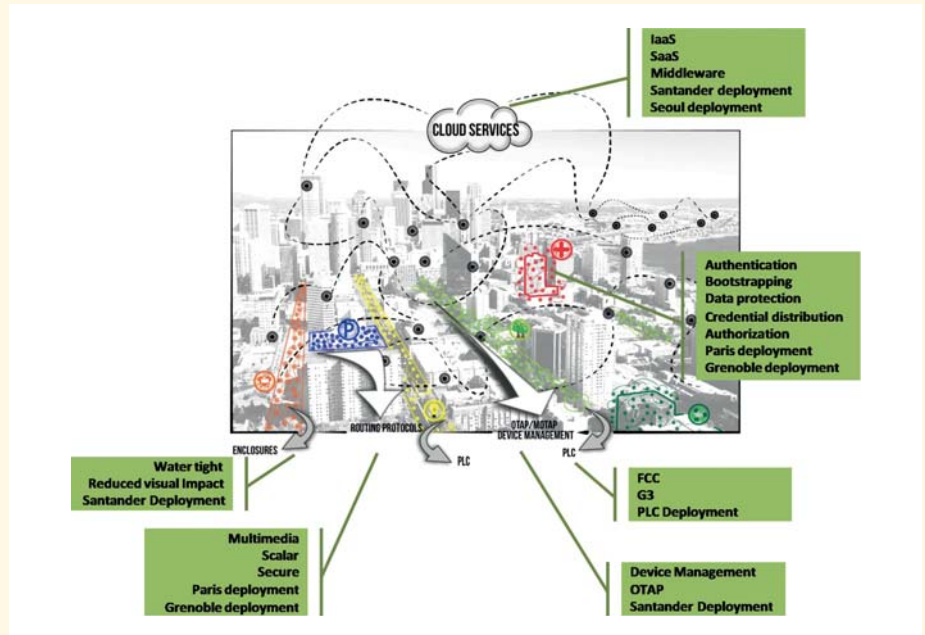 IaaS
SaaS
Middleware
Santander deployment
Seoul deployment
CLOUD SERVICES
Authentication
Bootstrapping
Data protection
Credential distribution
Authorization
Paris deployment
Grenoble deployment
P
ROUTING PROTOCOLS
OTAP/MOTAP
DEVICE MANAGEMENT
ENCLOSURES
PLC
PLC
Water tight
Reduced visual Impact
Santander Deployment
FCC
G3
PLC Deployment
Multimedia
Scalar
Secure
Paris deployment
Grenoble deployment
Device Management
OTAP
Santander Deployment